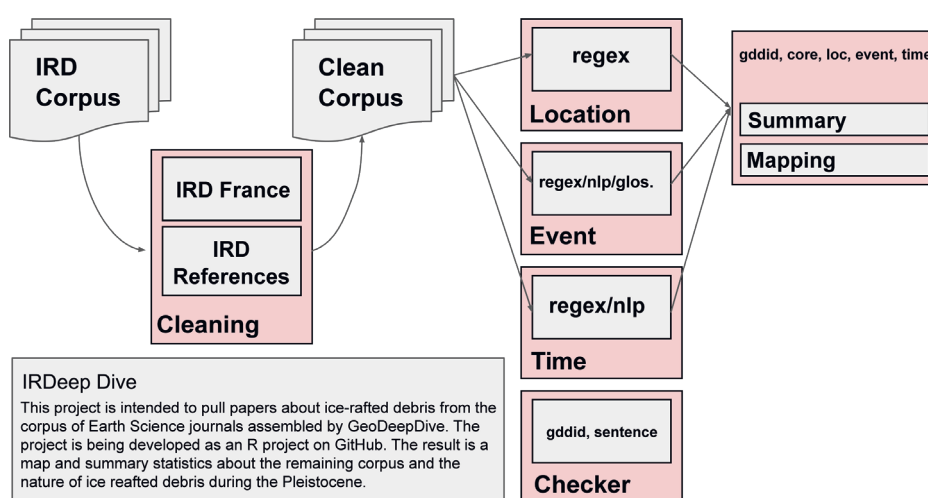 IRD
Corpus
Clean
Corpus
regex
Location
gddid, core, loc, event, time
Summary
Mapping
IRD France
IRD
References
Cleaning
regex/nlp/glos.
Event
regex/nlp
Time
gddid, sentence
Checker
IRDeep Dive
This project is intended to pull papers about ice-rafted debris from the
corpus of Earth Science journals assembled by GeoDeepDive. The
project is being developed as an R project on GitHub. The result is a
map and summary statistics about the remaining corpus and the
nature of ice reafted debris during the Pleistocene.